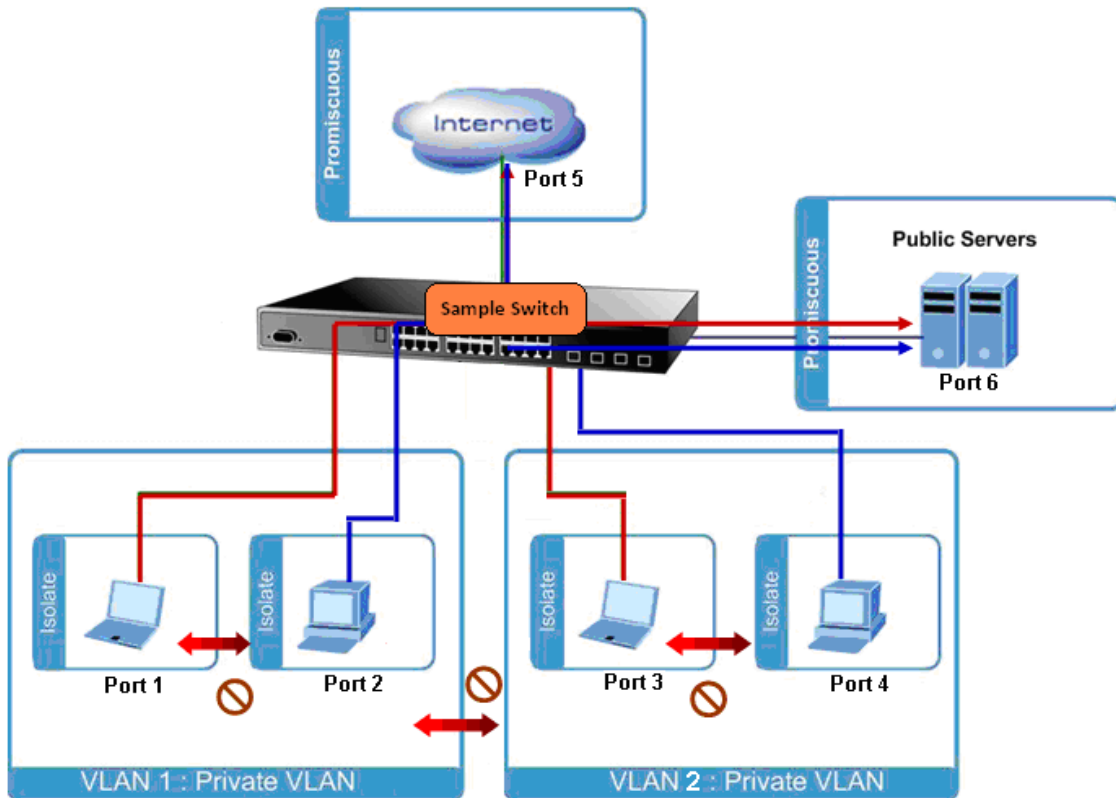 Promiscuous
Internet
Port 5
Promiscuous
Public Servers
Port 6
Sample Switch
Isolate
Port 1
Isolate
Port 2
Isolate
Port 3
Isolate
Port 4
VLAN 1 : Private VLAN
VLAN 2 : Private VLAN